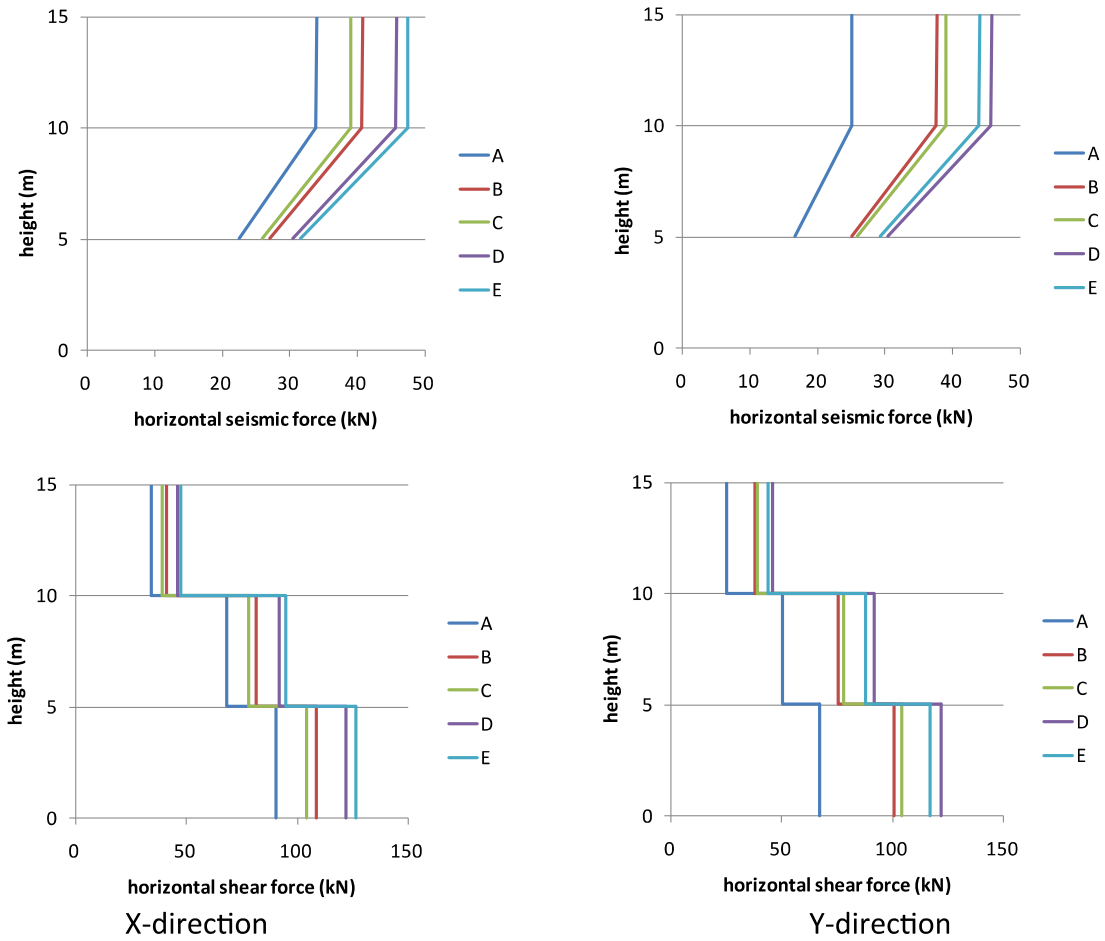 15
10
5
0
height (m)
0 10 20 30 40 50
horizontal seismic force (kN)
A
B
C
D
E
15
10
5
0
height (m)
0 10 20 30 40 50
horizontal seismic force (kN)
A
B
C
D
E
15
10
5
0
height (m)
0 50 100 150
horizontal shear force (kN)
A
B
C
D
E
X-direction
15
10
5
0
height (m)
0 50 100 150
horizontal shear force (kN)
A
B
C
D
E
Y-direction